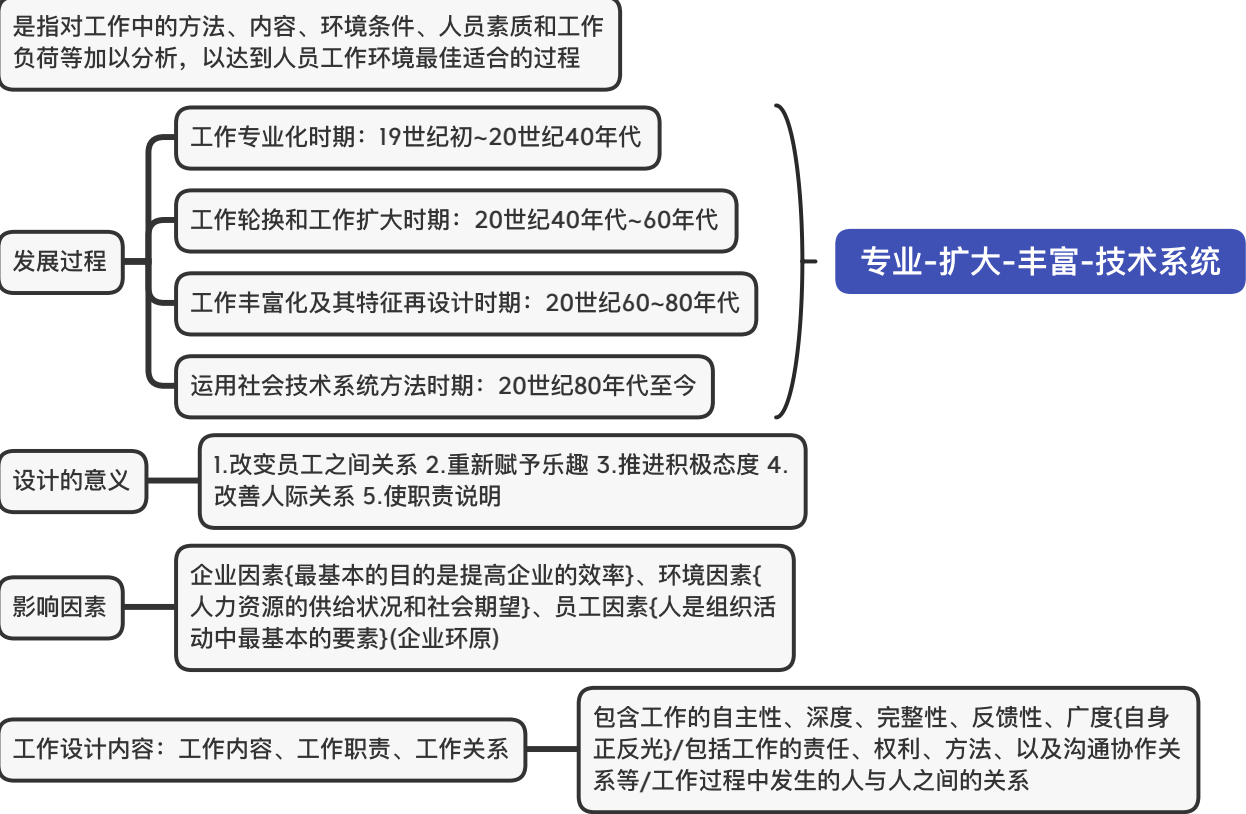 是指对工作中的方法、内容、环境条件、人员素质和工作
负荷等加以分析，以达到人员工作环境最佳适合的过程
发展过程
工作专业化时期：19世纪初~20世纪40年代
工作轮换和工作扩大时期：20世纪40年代~60年代
工作丰富化及其特征再设计时期：20世纪60~80年代
运用社会技术系统方法时期：20世纪80年代至今
专业-扩大-丰富-技术系统
设计的意义
1.改变员工之间关系 2.重新赋予乐趣 3.推进积极态度 4.
改善人际关系 5.使职责说明
影响因素
企业因素{最基本的目的是提高企业的效率}、环境因素{
人力资源的供给状况和社会期望}、员工因素{人是组织活
动中最基本的要素}(企业环原)
工作设计内容：工作内容、工作职责、工作关系
包含工作的自主性、深度、完整性、反馈性、广度{自身
正反光}/包括工作的责任、权利、方法、以及沟通协作关
系等/工作过程中发生的人与人之间的关系